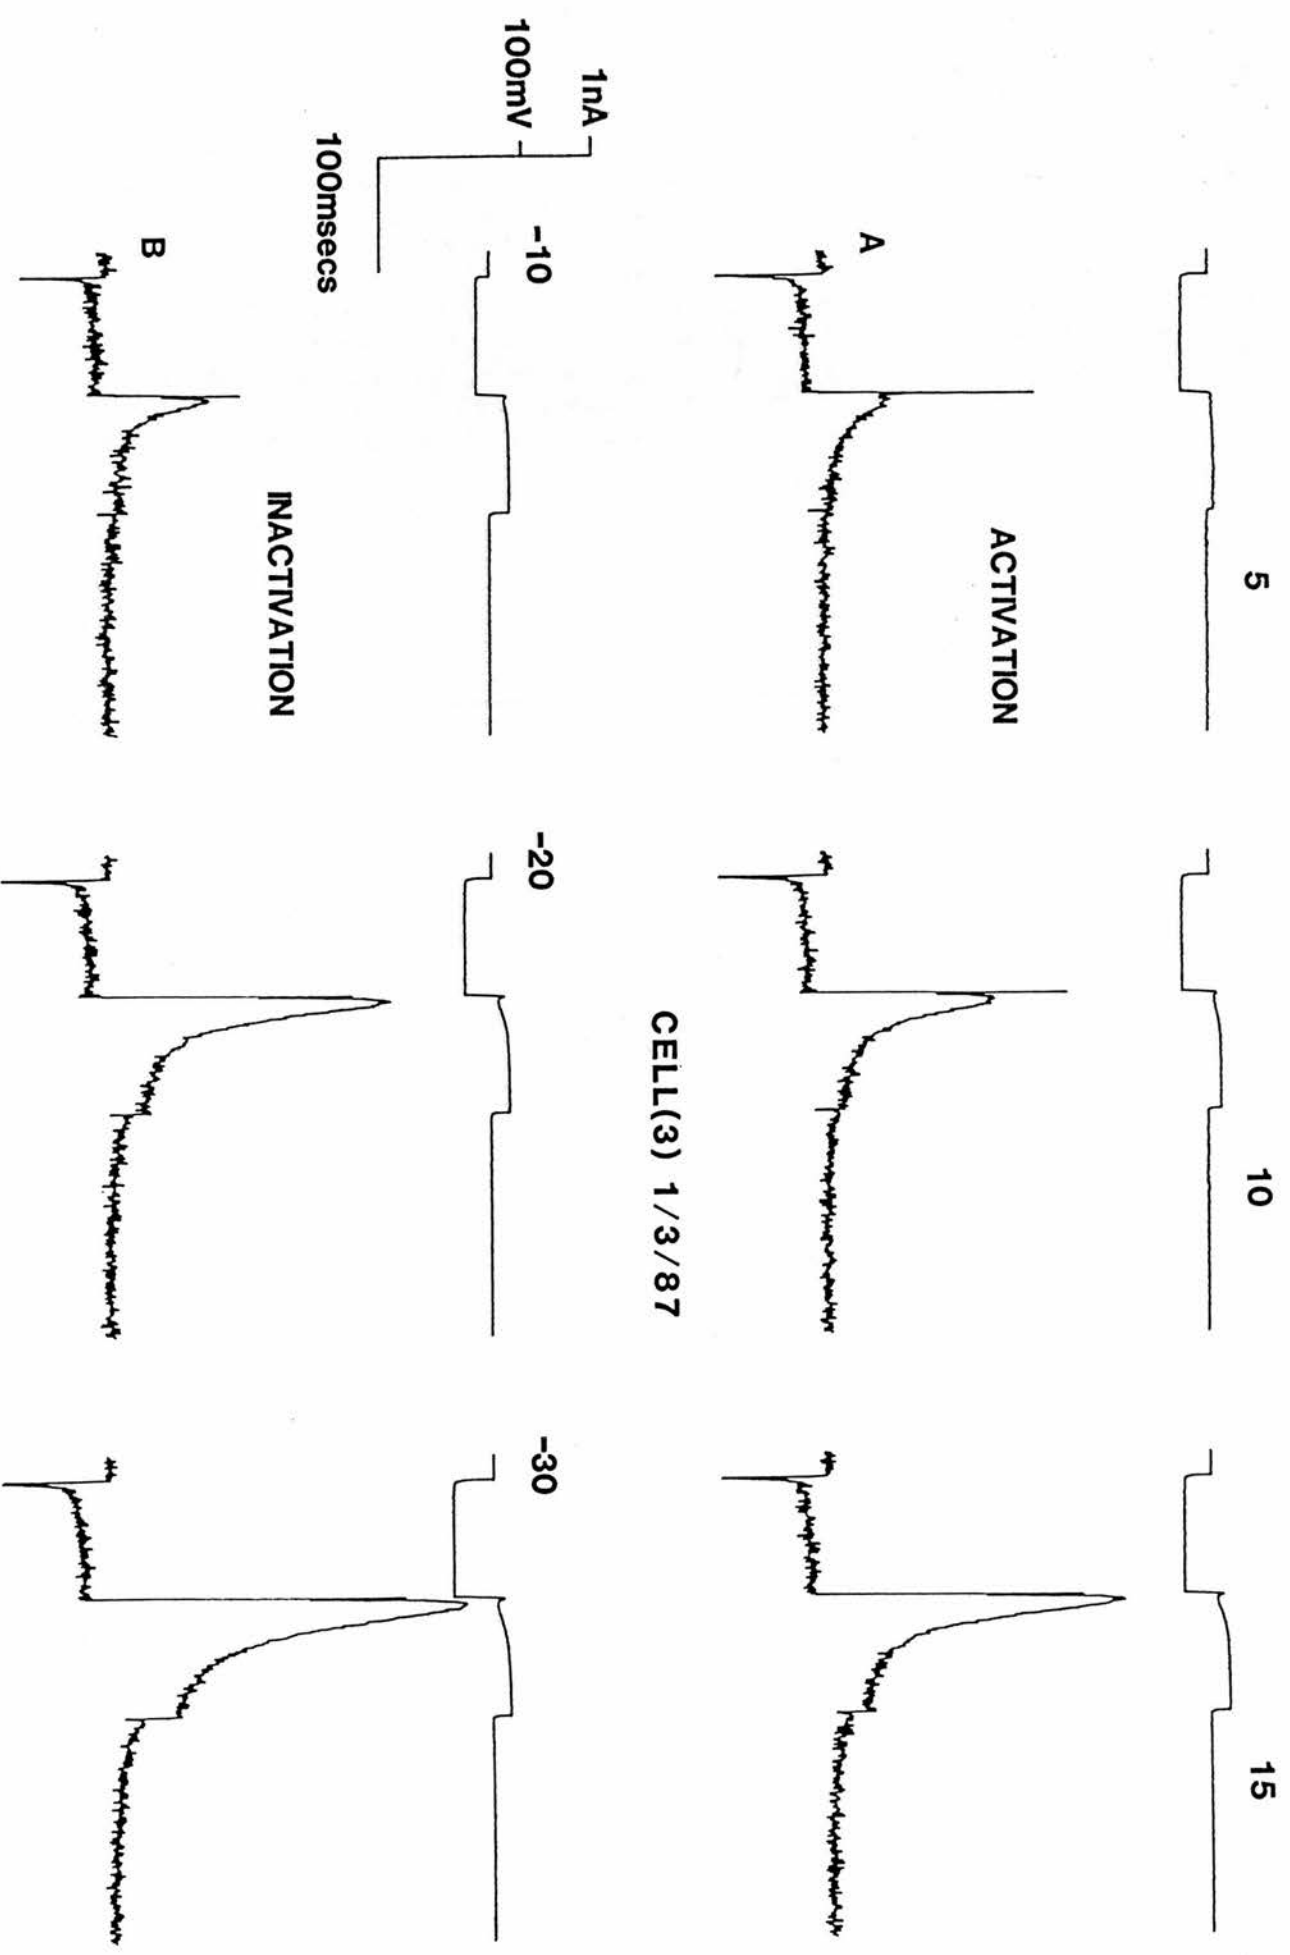 5
10
15
ACTIVATION
A
CELL(3) 1/3/87
-10
-20
-30
1nA
100mV
100msecs
INACTIVATION
B